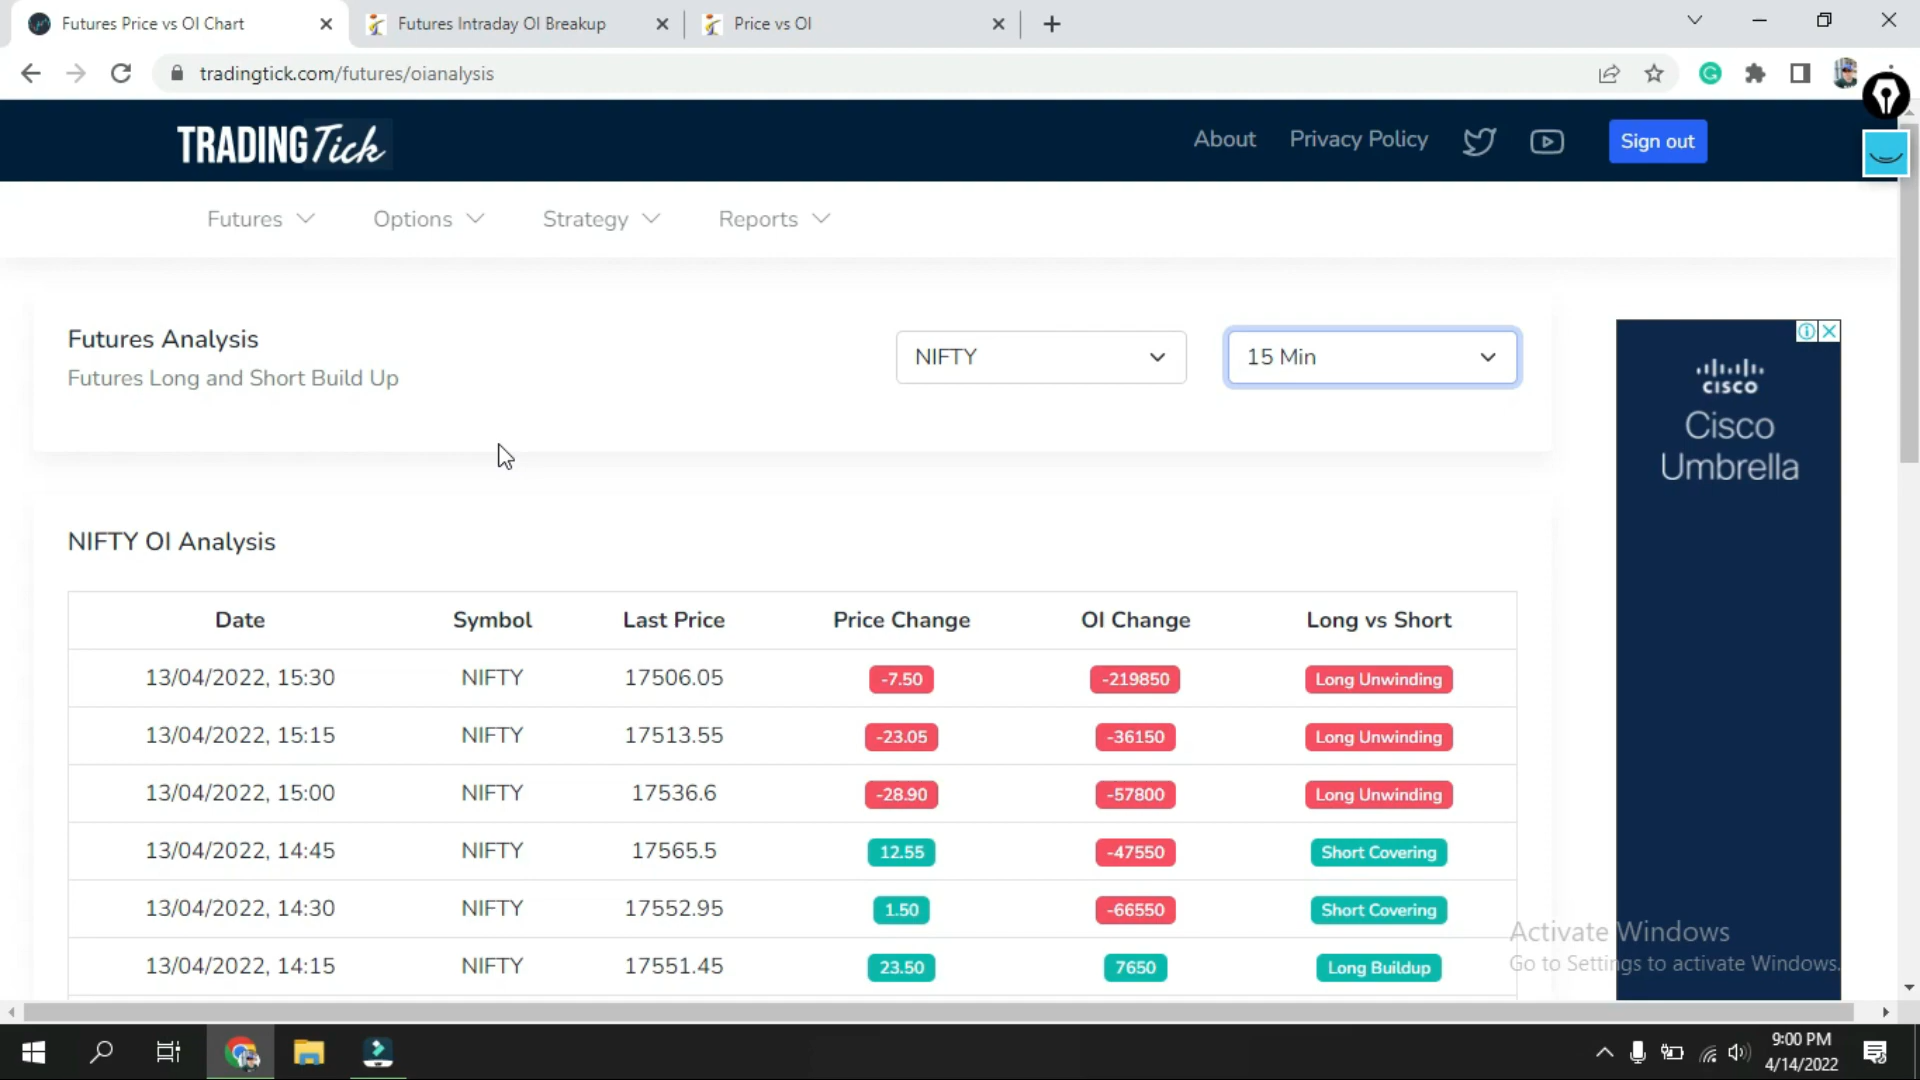 Futures Price vs OI Chart
Futures Intraday OI Breakup
Price vs OI
tradingtick.com/futures/oianalysis
TRADINGTick
About
Privacy Policy
Sign out
Futures
Options
Strategy
Reports
Futures Analysis
Futures Long and Short Build Up
NIFTY
15 Min
CISCO
Cisco
Umbrella
NIFTY OI Analysis
Date Symbol Last Price Price Change OI Change Long vs Short
13/04/2022, 15:30 NIFTY 17506.05 -7.50 -219850 Long Unwinding
13/04/2022, 15:15 NIFTY 17513.55 -23.05 -36150 Long Unwinding
13/04/2022, 15:00 NIFTY 17536.6 -28.90 -57800 Long Unwinding
13/04/2022, 14:45 NIFTY 17565.5 12.55 -47550 Short Covering
13/04/2022, 14:30 NIFTY 17552.95 1.50 -66550 Short Covering
13/04/2022, 14:15 NIFTY 17551.45 23.50 7650 Long Buildup
Activate Windows
Go to Settings to activate Windows.
9:00 PM
4/14/2022